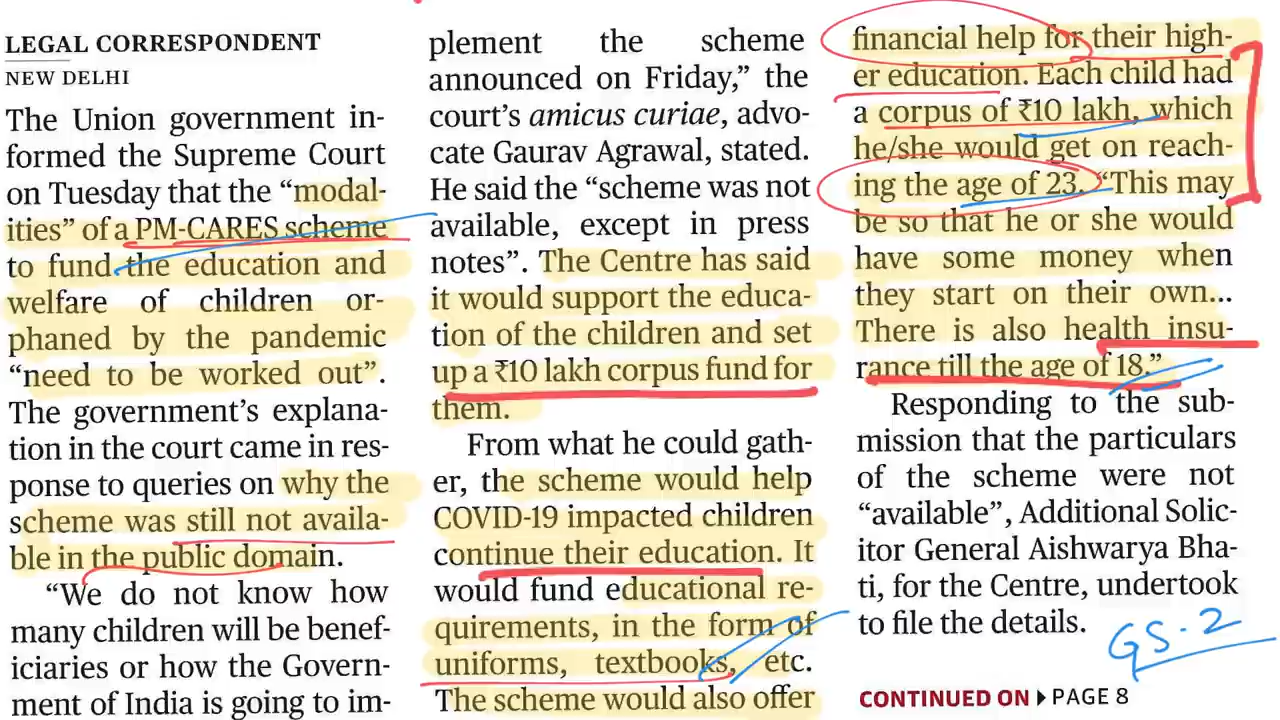 LEGAL CORRESPONDENT
NEW DELHI
The Union government in-
formed the Supreme Court
on Tuesday that the “modal-
ities” of a PM-CARES scheme
to fund the education and
welfare of children or-
phaned by the pandemic
“need to be worked out”.
The government’s explana-
tion in the court came in res-
ponse to queries on why the
scheme was still not availa-
ble in the public domain.
“We do not know how
many children will be benef-
iciaries or how the Govern-
ment of India is going to im-
plement the scheme
announced on Friday,” the
court’s amicus curiae, advo-
cate Gaurav Agrawal, stated.
He said the “scheme was not
available, except in press
notes”. The Centre has said
it would support the educa-
tion of the children and set
up a ₹10 lakh corpus fund for
them.
From what he could gath-
er, the scheme would help
COVID-19 impacted children
continue their education. It
would fund educational re-
quirements, in the form of
uniforms, textbooks, etc.
The scheme would also offer
financial help for their high-
er education. Each child had
a corpus of ₹10 lakh, which
he/she would get on reach-
ing the age of 23. “This may
be so that he or she would
have some money when
they start on their own...
There is also health insu-
rance till the age of 18.”
Responding to the sub-
mission that the particulars
of the scheme were not
“available”, Additional Solic-
itor General Aishwarya Bha-
ti, for the Centre, undertook
to file the details.
GS-2
CONTINUED ON PAGE 8